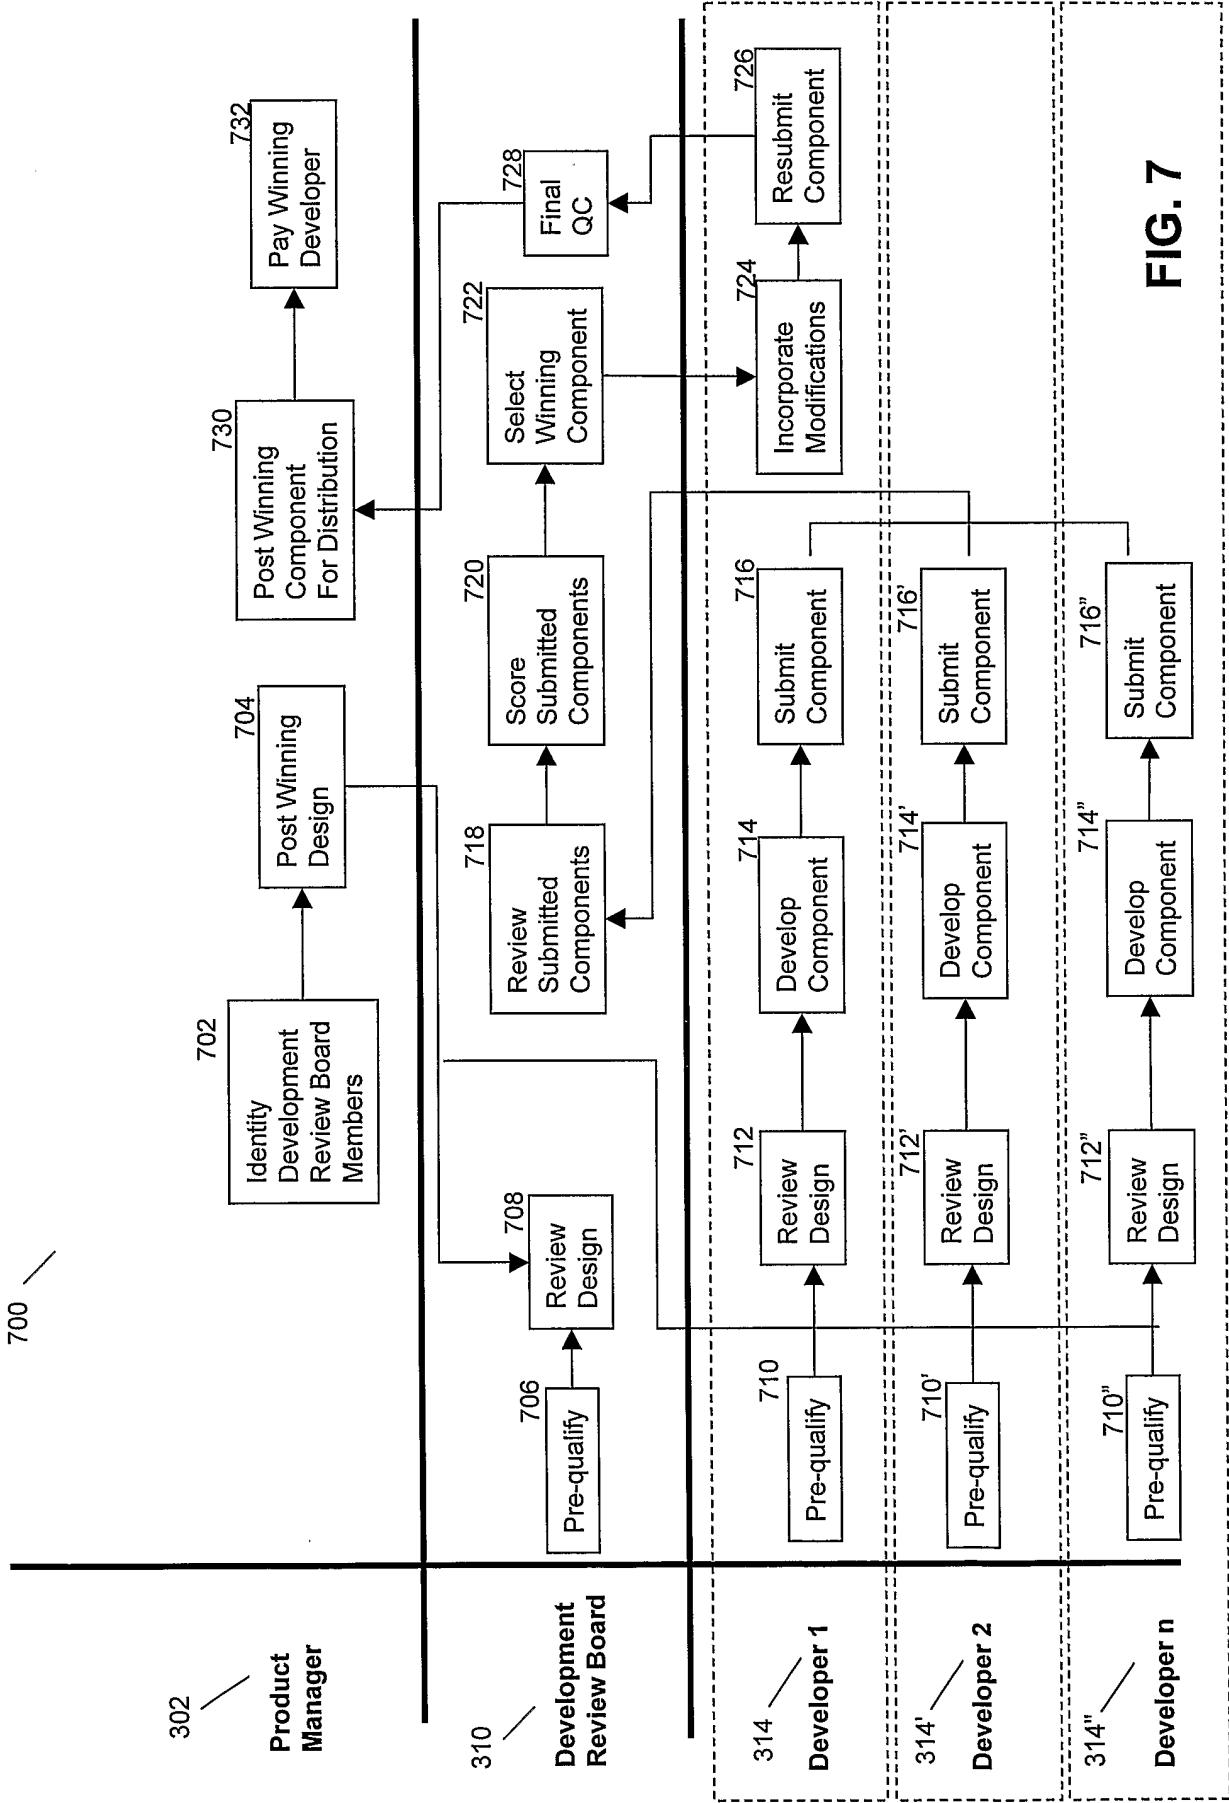 700
302
Product
Manager
702
Identity
Development
Review Board
Members
704
Post Winning
Design
730
Post Winning
Component
For Distribution
732
Pay Winning
Developer
310
Development
Review Board
706
Pre-qualify
708
Review
Design
718
Review
Submitted
Components
720
Score
Submitted
Components
722
Select
Winning
Component
728
Final
QC
314
Developer 1
710
Pre-qualify
712
Review
Design
714
Develop
Component
716
Submit
Component
724
Incorporate
Modifications
726
Resubmit
Component
314'
Developer 2
710'
Pre-qualify
712'
Review
Design
714'
Develop
Component
716'
Submit
Component
314"
Developer n
710"
Pre-qualify
712"
Review
Design
714"
Develop
Component
716"
Submit
Component
FIG. 7